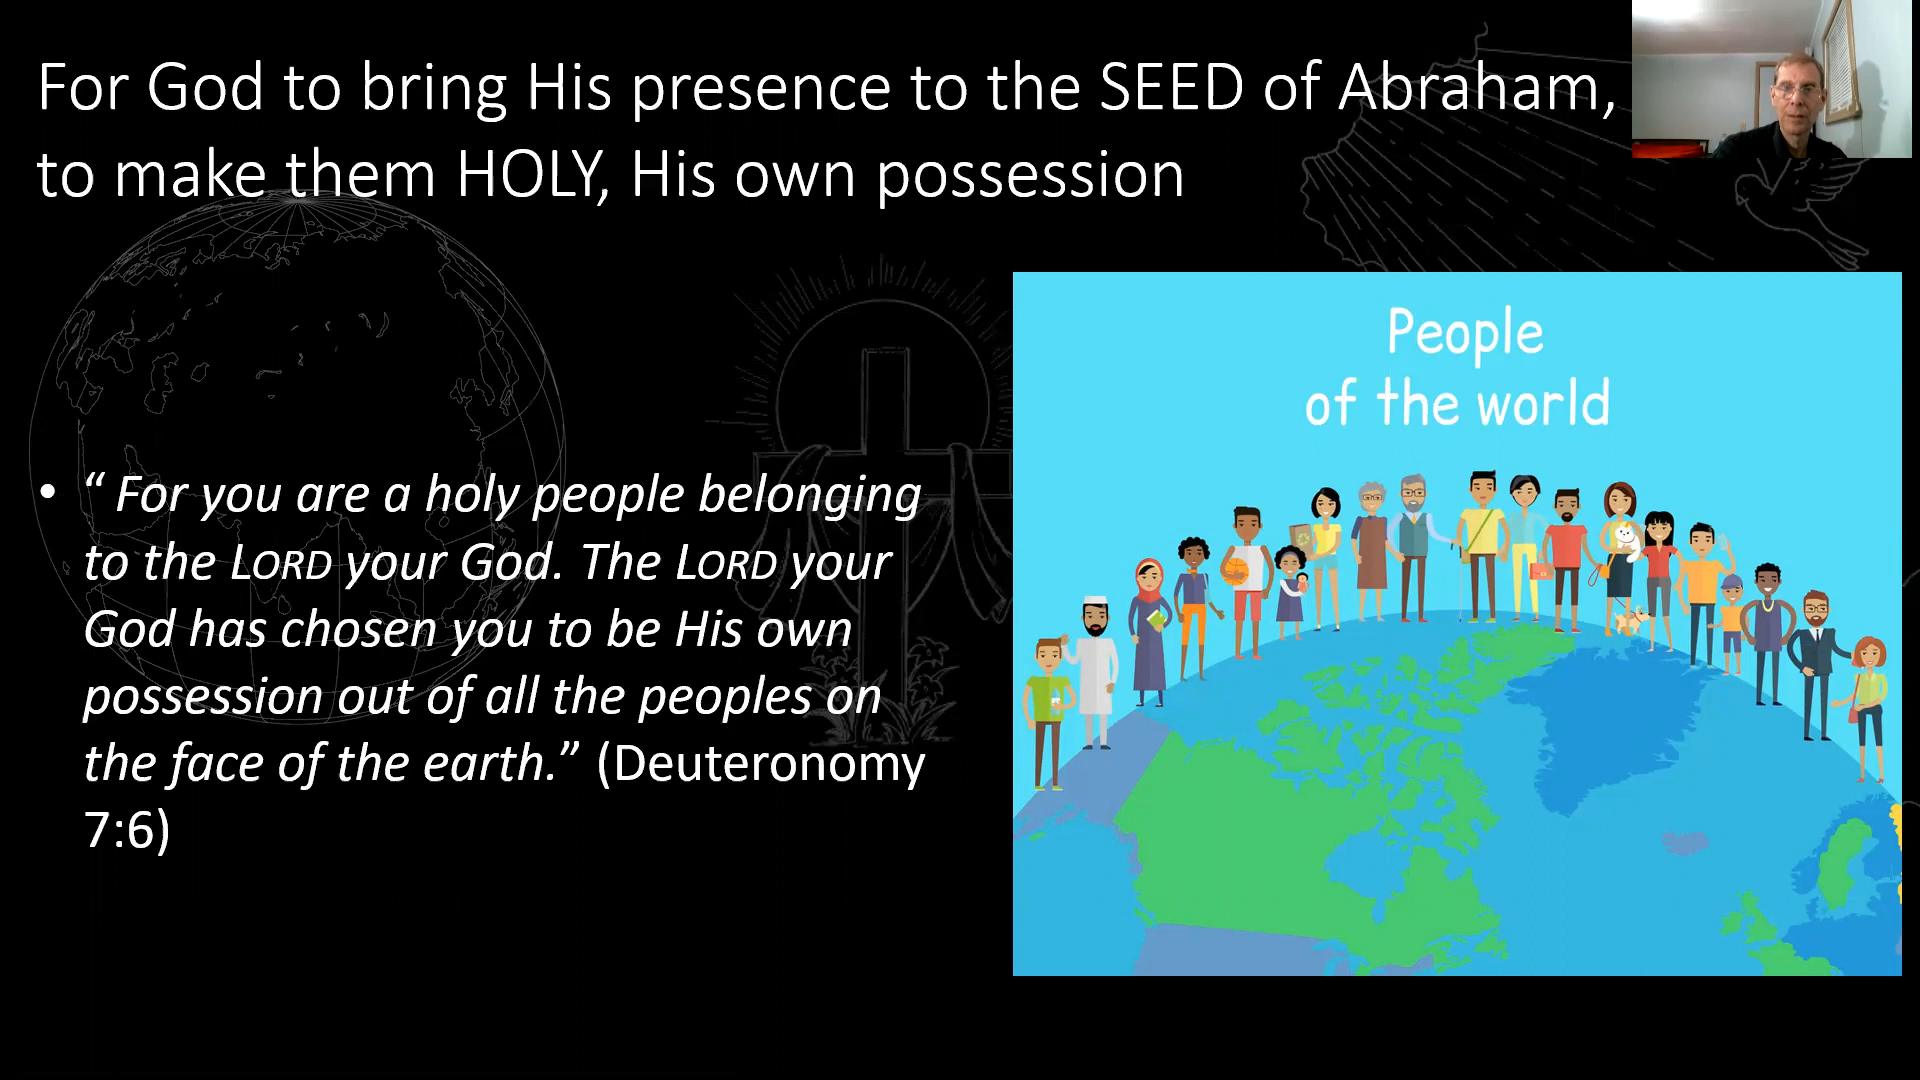 For God to bring His presence to the SEED of Abraham,
to make them HOLY, His own possession
• “ For you are a holy people belonging
to the LORD your God. The LORD your
God has chosen you to be His own
possession out of all the peoples on
the face of the earth.” (Deuteronomy
7:6)
People
of the world